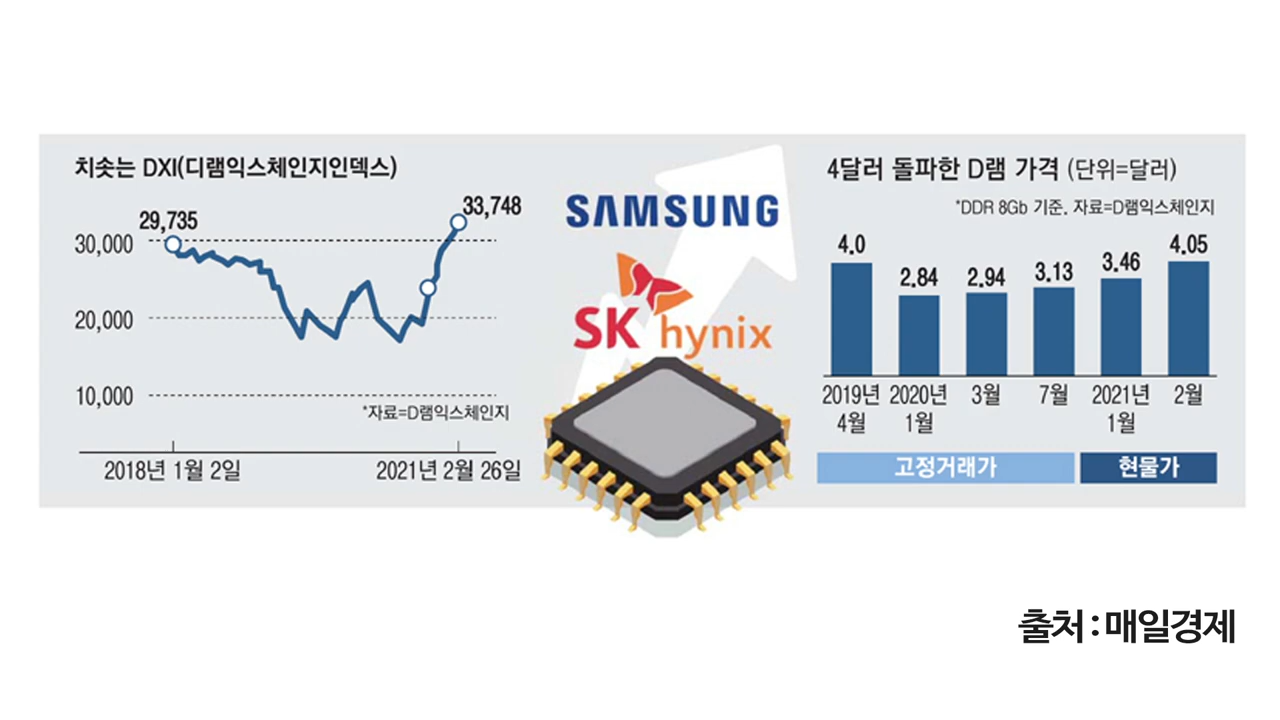 치솟는 DXI(디램익스체인지인덱스)
29,735
33,748
30,000
20,000
10,000
*자료=D램익스체인지
2018년 1월 2일
2021년 2월 26일
SAMSUNG
SK hynix
4달러 돌파한 D램 가격 (단위=달러)
*DDR 8Gb 기준. 자료=D램익스체인지
4.0
2.84
2.94
3.13
3.46
4.05
2019년
4월
2020년
1월
3월
7월
2021년
1월
2월
고정거래가
현물가
출처 : 매일경제